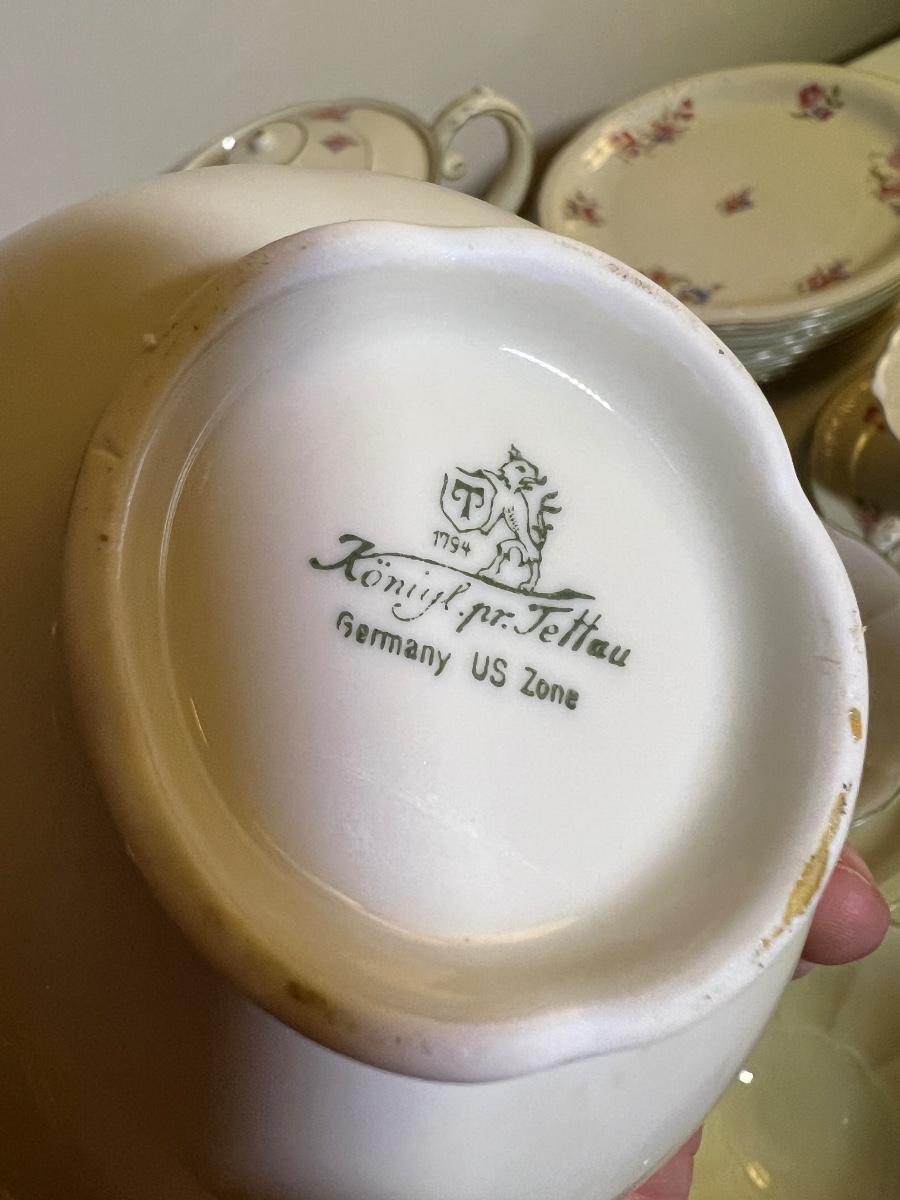 T
1794
Königl. pr. Tettau
Germany US Zone